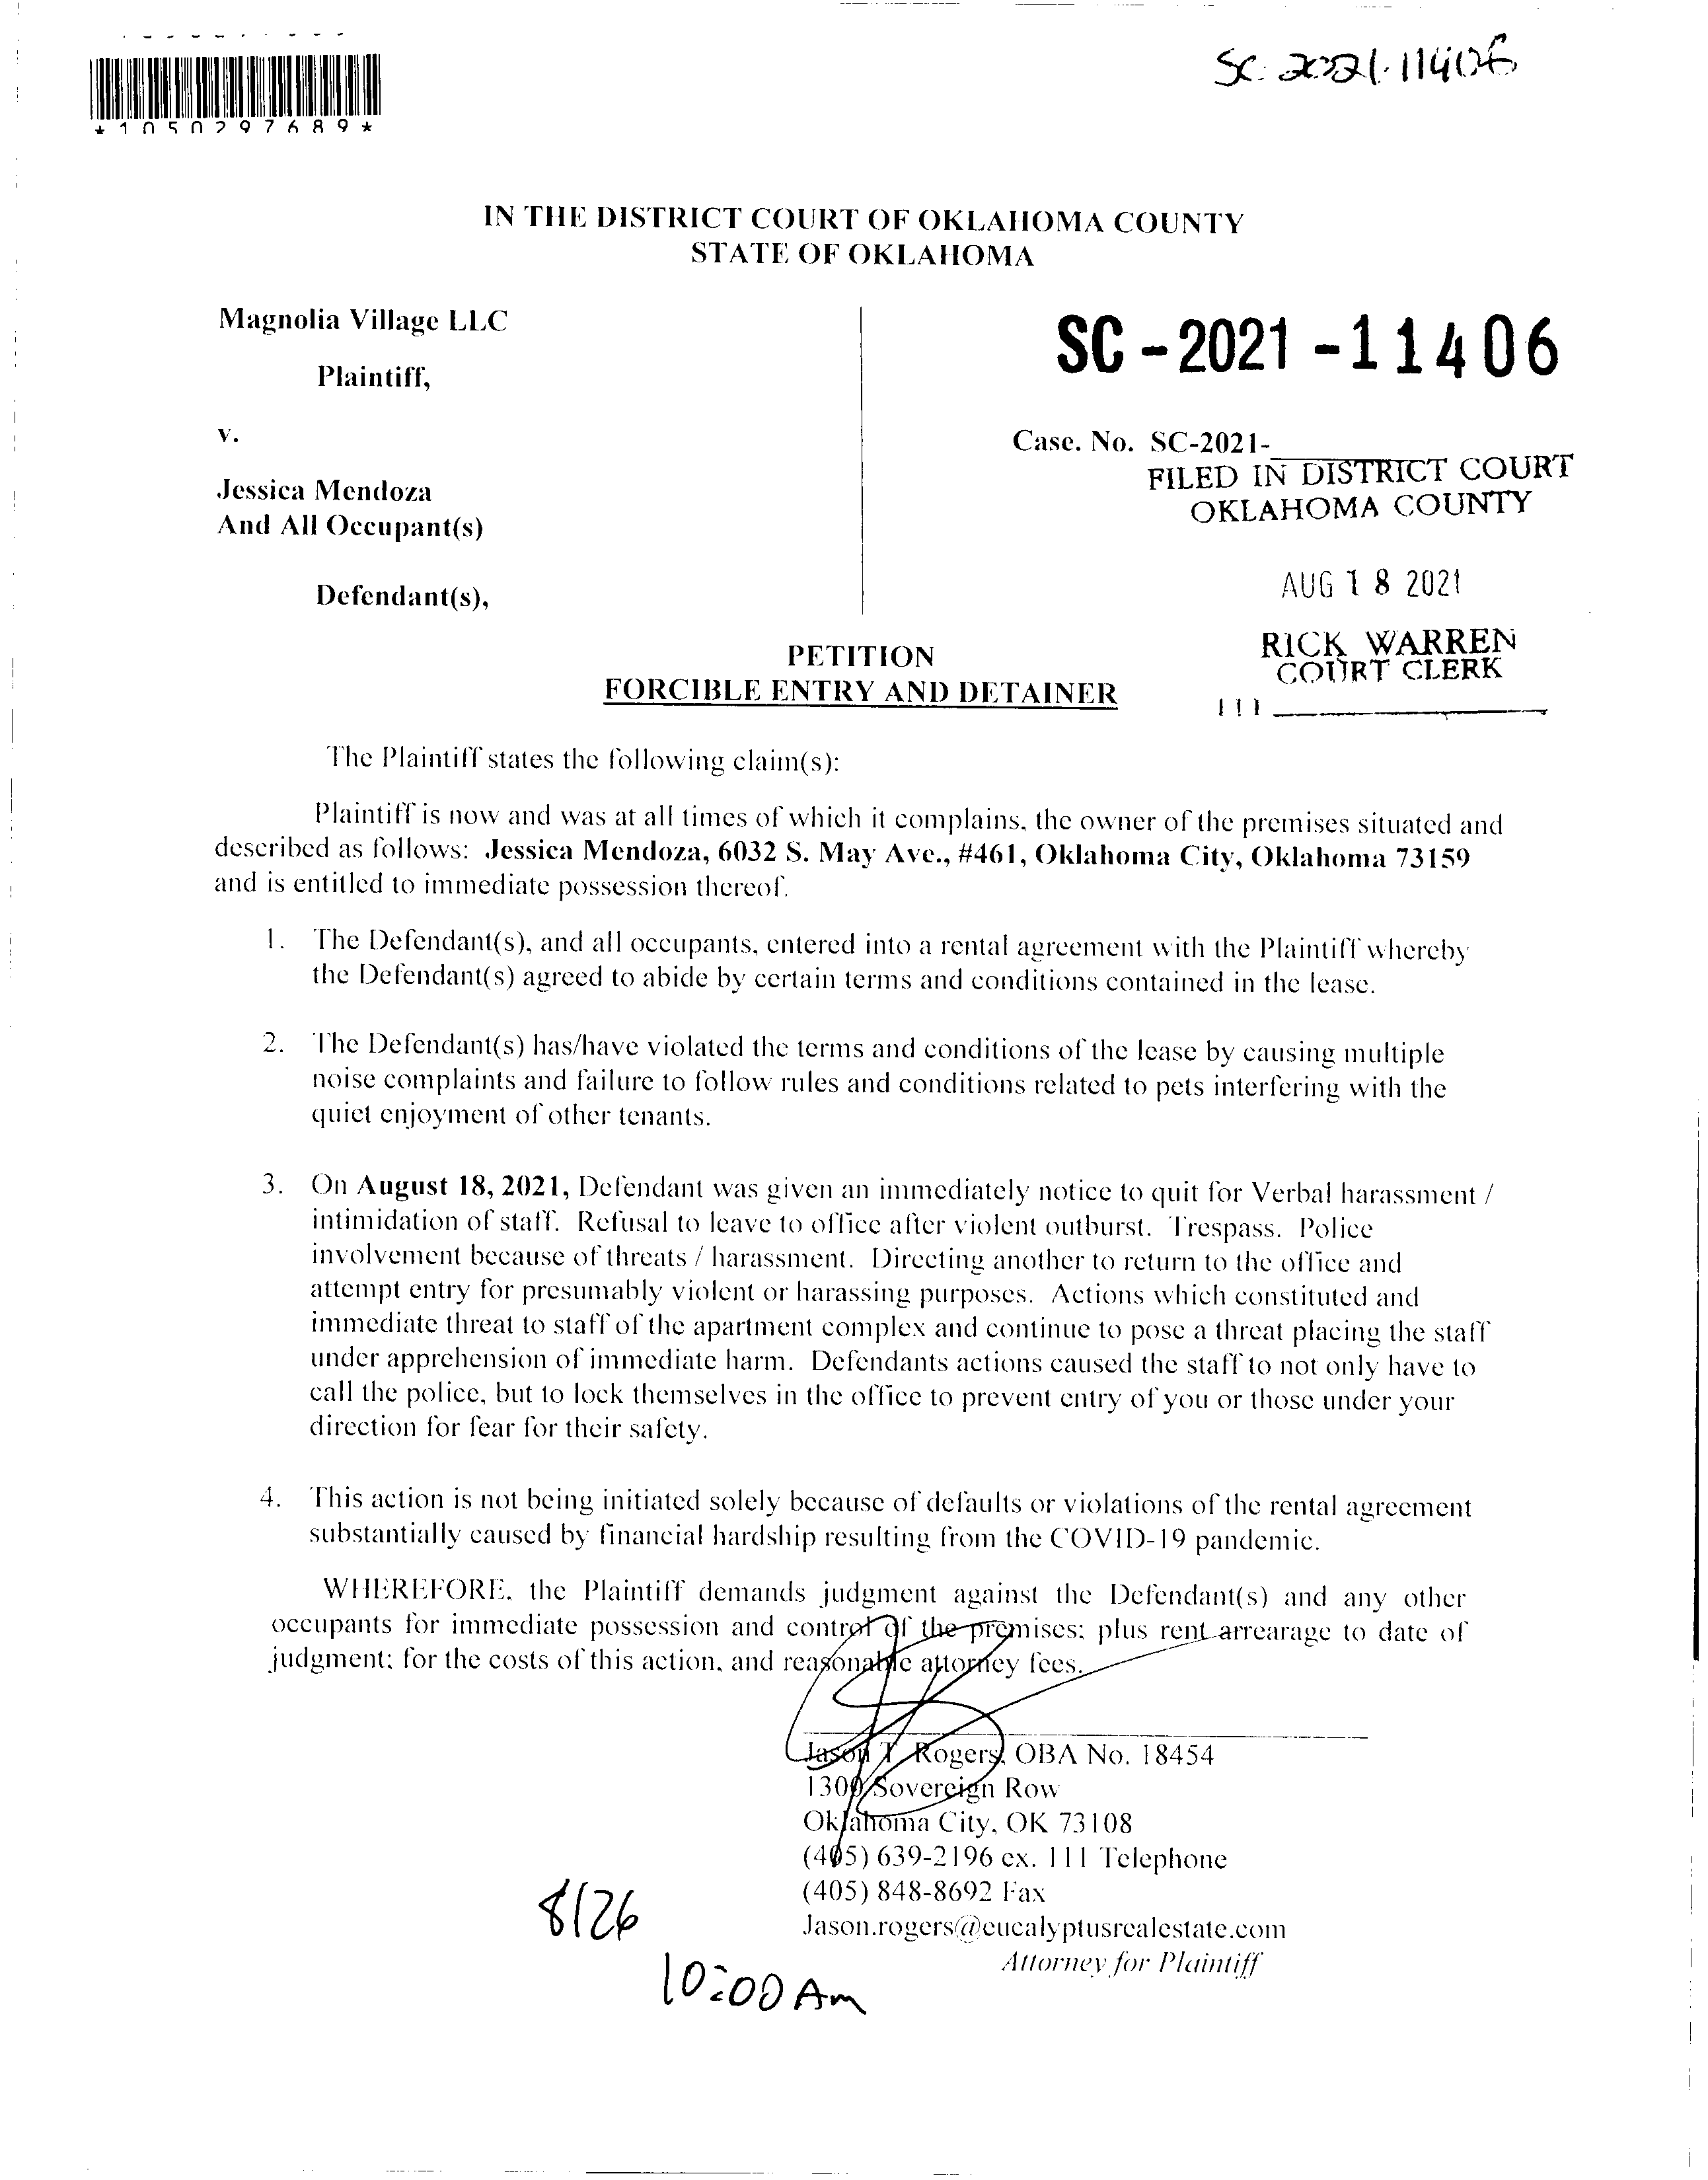 SC-2021-11406
*1050297689*
IN THE DISTRICT COURT OF OKLAHOMA COUNTY
STATE OF OKLAHOMA
Magnolia Village LLC
Plaintiff,
v.
Jessica Mendoza
And All Occupant(s)
Defendant(s),
SC-2021-11406
Case. No. SC-2021-
FILED IN DISTRICT COURT
OKLAHOMA COUNTY
AUG 18 2021
RICK WARREN
COURT CLERK
111
PETITION
FORCIBLE ENTRY AND DETAINER
The Plaintiff states the following claim(s):
Plaintiff is now and was at all times of which it complains, the owner of the premises situated and
described as follows: Jessica Mendoza, 6032 S. May Ave., #461, Oklahoma City, Oklahoma 73159
and is entitled to immediate possession thereof.
1. The Defendant(s), and all occupants, entered into a rental agreement with the Plaintiff whereby
the Defendant(s) agreed to abide by certain terms and conditions contained in the lease.
2. The Defendant(s) has/have violated the terms and conditions of the lease by causing multiple
noise complaints and failure to follow rules and conditions related to pets interfering with the
quiet enjoyment of other tenants.
3. On August 18, 2021, Defendant was given an immediately notice to quit for Verbal harassment /
intimidation of staff. Refusal to leave to office after violent outburst. Trespass. Police
involvement because of threats / harassment. Directing another to return to the office and
attempt entry for presumably violent or harassing purposes. Actions which constituted and
immediate threat to staff of the apartment complex and continue to pose a threat placing the staff
under apprehension of immediate harm. Defendants actions caused the staff to not only have to
call the police, but to lock themselves in the office to prevent entry of you or those under your
direction for fear for their safety.
4. This action is not being initiated solely because of defaults or violations of the rental agreement
substantially caused by financial hardship resulting from the COVID-19 pandemic.
WHEREFORE, the Plaintiff demands judgment against the Defendant(s) and any other
occupants for immediate possession and control of the premises; plus rent arrearage to date of
judgment; for the costs of this action, and reasonable attorney fees.
Jason T. Rogers, OBA No. 18454
1300 Sovereign Row
Oklahoma City, OK 73108
(405) 639-2196 ex. 111 Telephone
(405) 848-8692 Fax
Jason.rogers@eucalyptusrealestate.com
Attorney for Plaintiff
8/26
10:00 Am